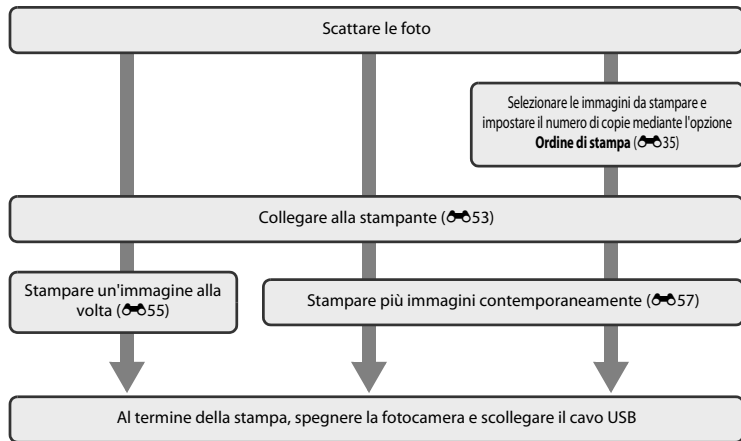 Scattare le foto
Selezionare le immagini da stampare e
impostare il numero di copie mediante l'opzione
Ordine di stampa (35)
Collegare alla stampante (53)
Stampare un'immagine alla
volta (55)
Stampare più immagini contemporaneamente (57)
Al termine della stampa, spegnere la fotocamera e scollegare il cavo USB